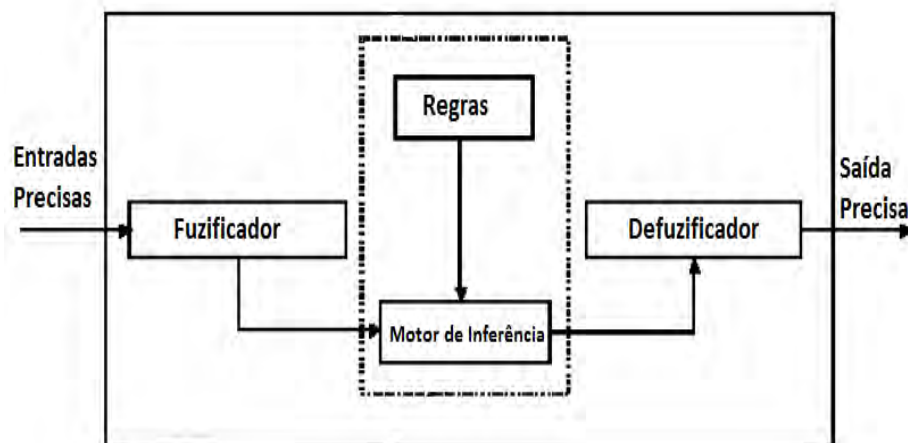 Regras
Entradas
Precisas
Fuzificador
Motor de Inferência
Defuzificador
Saída
Precisa